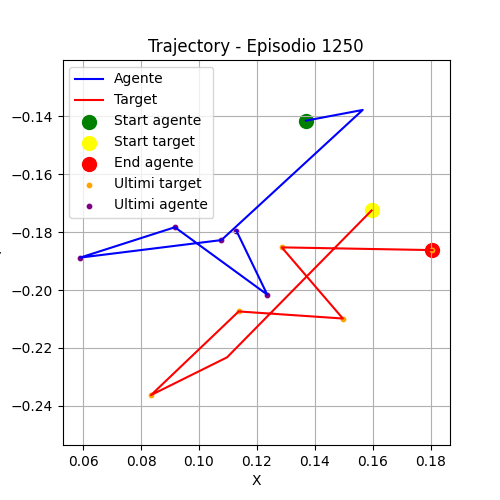 Trajectory - Episodio 1250
Agente
Target
Start agente
Start target
End agente
Ultimi target
Ultimi agente
−0.14
−0.16
−0.18
−0.20
−0.22
−0.24
0.06 0.08 0.10 0.12 0.14 0.16 0.18
X